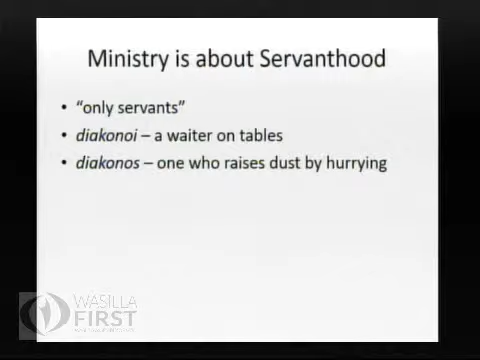 Ministry is about Servanthood
• "only servants"
• diakonoi – a waiter on tables
• diakonos – one who raises dust by hurrying
WASILLA
FIRST